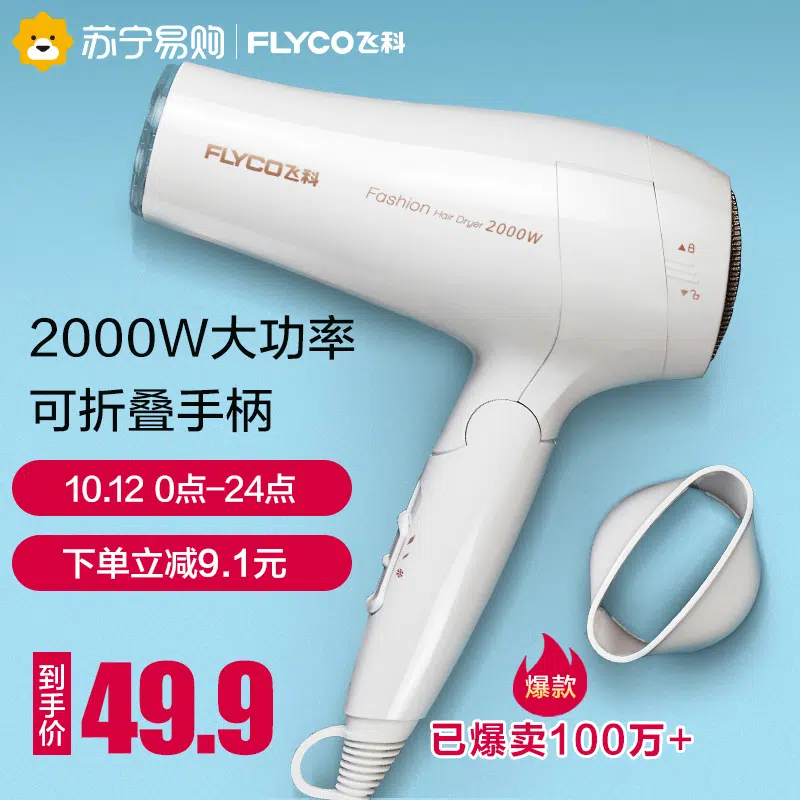 苏宁易购 | FLYCO飞科
FLYCO飞科
Fashion Hair Dryer 2000W
2000W大功率
可折叠手柄
10.12 0点-24点
下单立减9.1元
到手价 49.9
爆款
已爆卖100万+